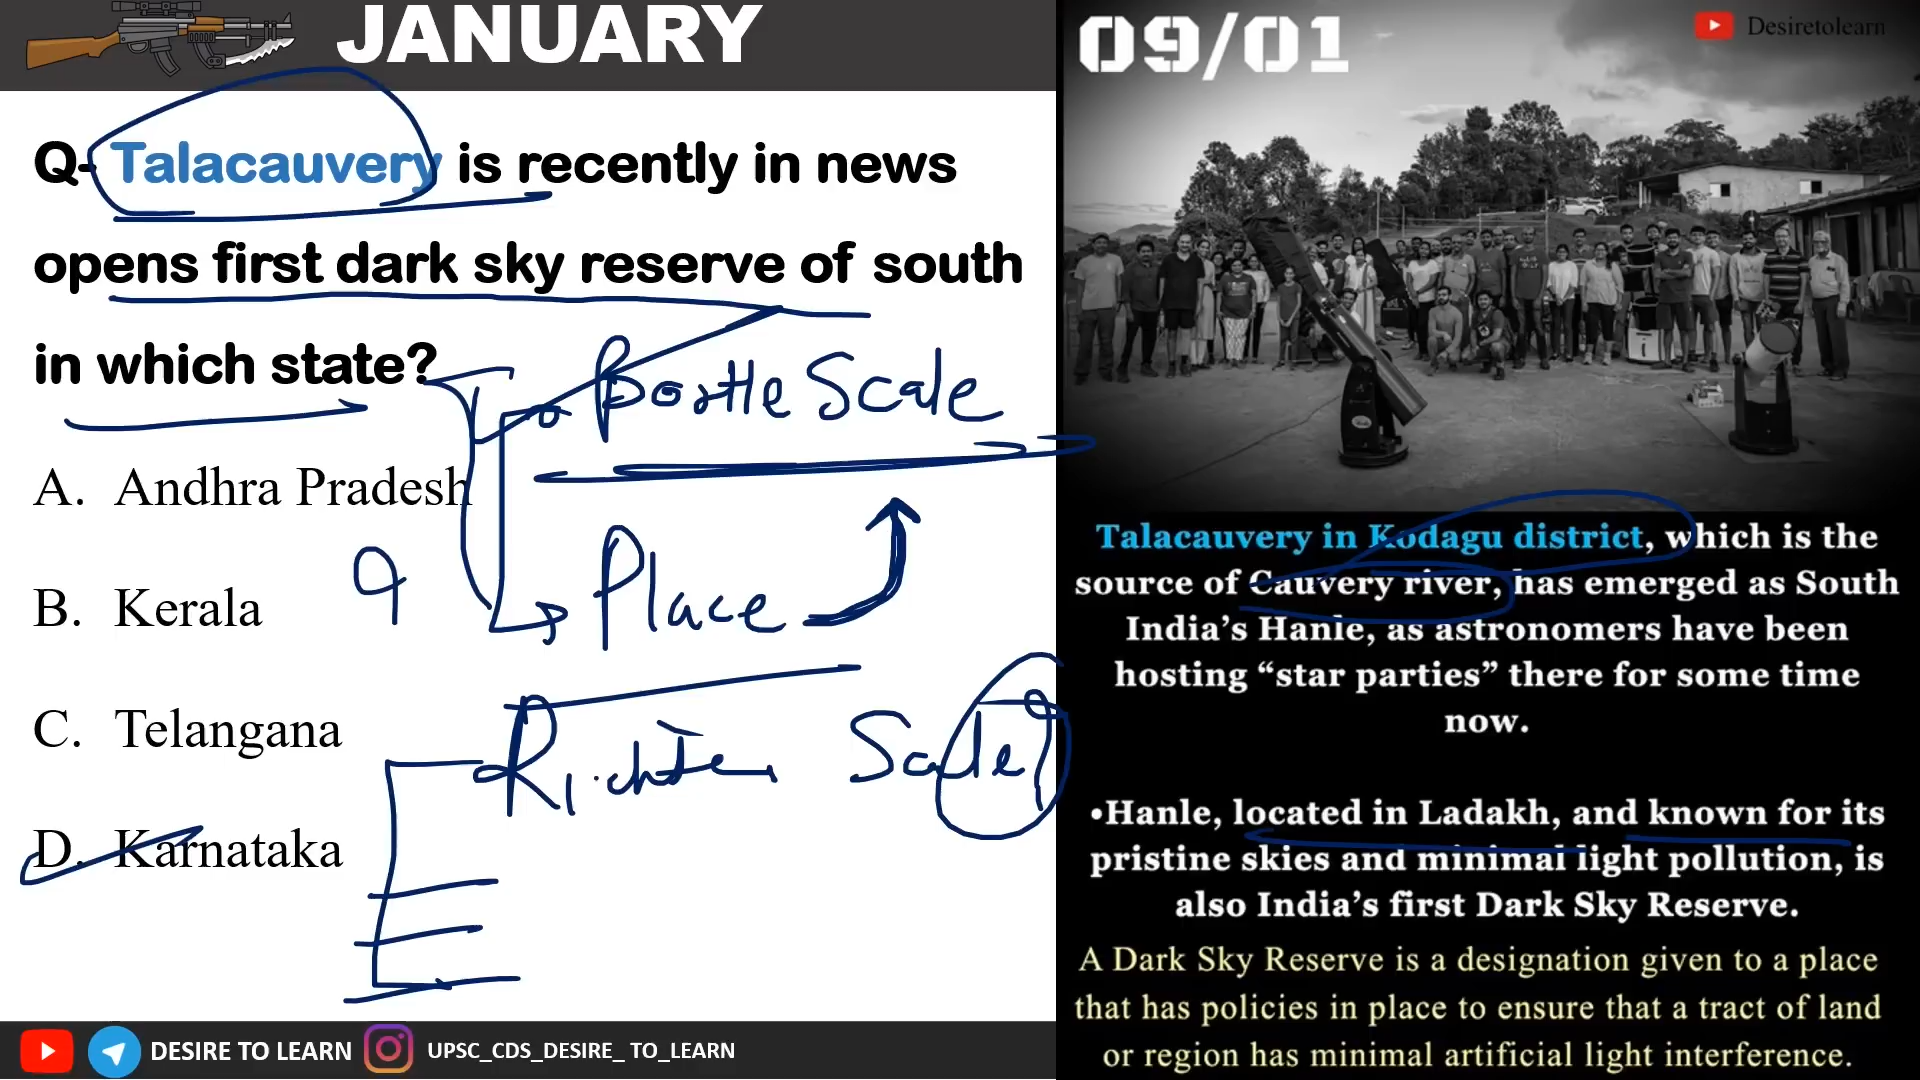 JANUARY
Q- Talacauvery is recently in news
opens first dark sky reserve of south
in which state?
Bortle Scale
A. Andhra Pradesh
9
Place
B. Kerala
C. Telangana
Richter Scale
D. Karnataka
DESIRE TO LEARN
UPSC_CDS_DESIRE_ TO_LEARN
09/01
Desiretolearn
Talacauvery in Kodagu district, which is the
source of Cauvery river, has emerged as South
India’s Hanle, as astronomers have been
hosting “star parties” there for some time
now.
•Hanle, located in Ladakh, and known for its
pristine skies and minimal light pollution, is
also India’s first Dark Sky Reserve.
A Dark Sky Reserve is a designation given to a place
that has policies in place to ensure that a tract of land
or region has minimal artificial light interference.